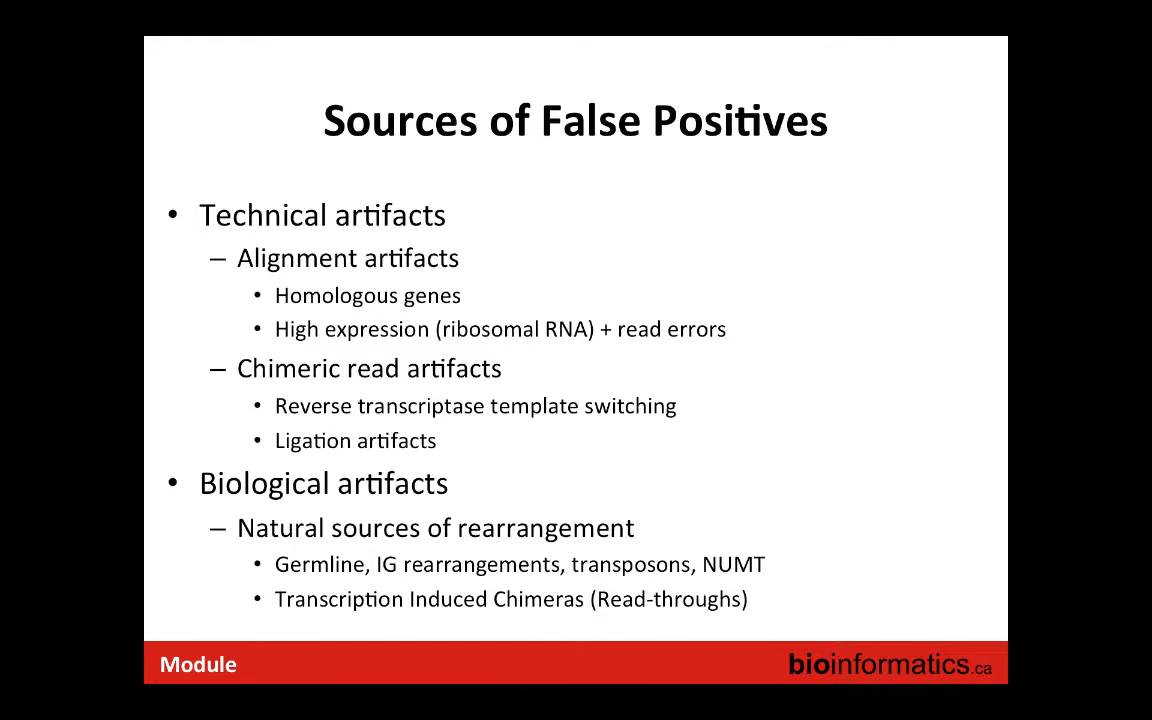 Sources of False Positives
• Technical artifacts
– Alignment artifacts
• Homologous genes
• High expression (ribosomal RNA) + read errors
– Chimeric read artifacts
• Reverse transcriptase template switching
• Ligation artifacts
• Biological artifacts
– Natural sources of rearrangement
• Germline, IG rearrangements, transposons, NUMT
• Transcription Induced Chimeras (Read-throughs)
Module
bioinformatics.ca